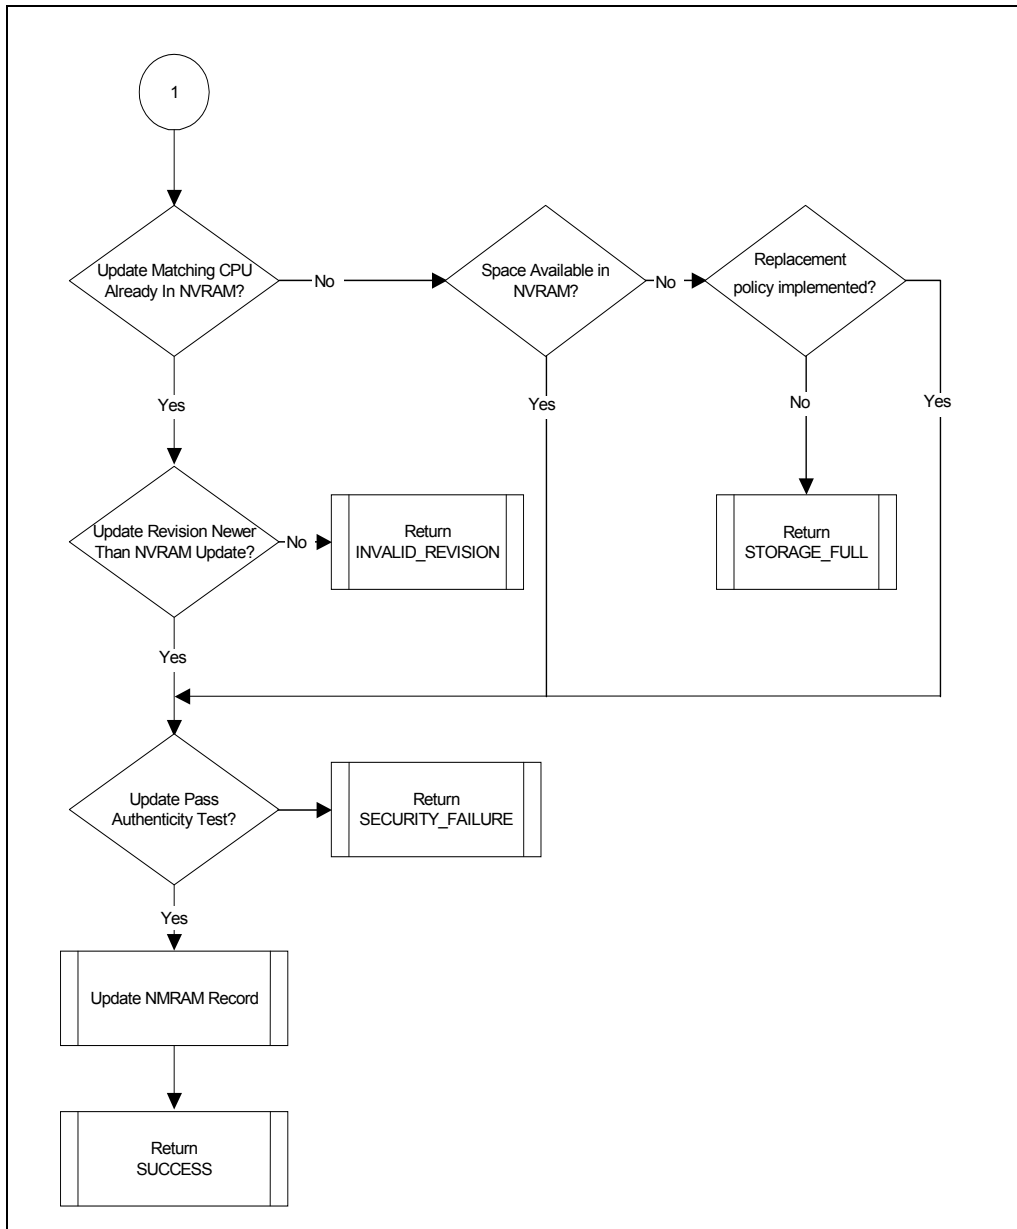 1
Update Matching CPU
Already In NVRAM?
No
Space Available in
NVRAM?
No
Replacement
policy implemented?
Yes
Yes
No
Yes
Update Revision Newer
Than NVRAM Update?
No
Return
INVALID_REVISION
Return
STORAGE_FULL
Yes
Update Pass
Authenticity Test?
Return
SECURITY_FAILURE
Yes
Update NMRAM Record
Return
SUCCESS